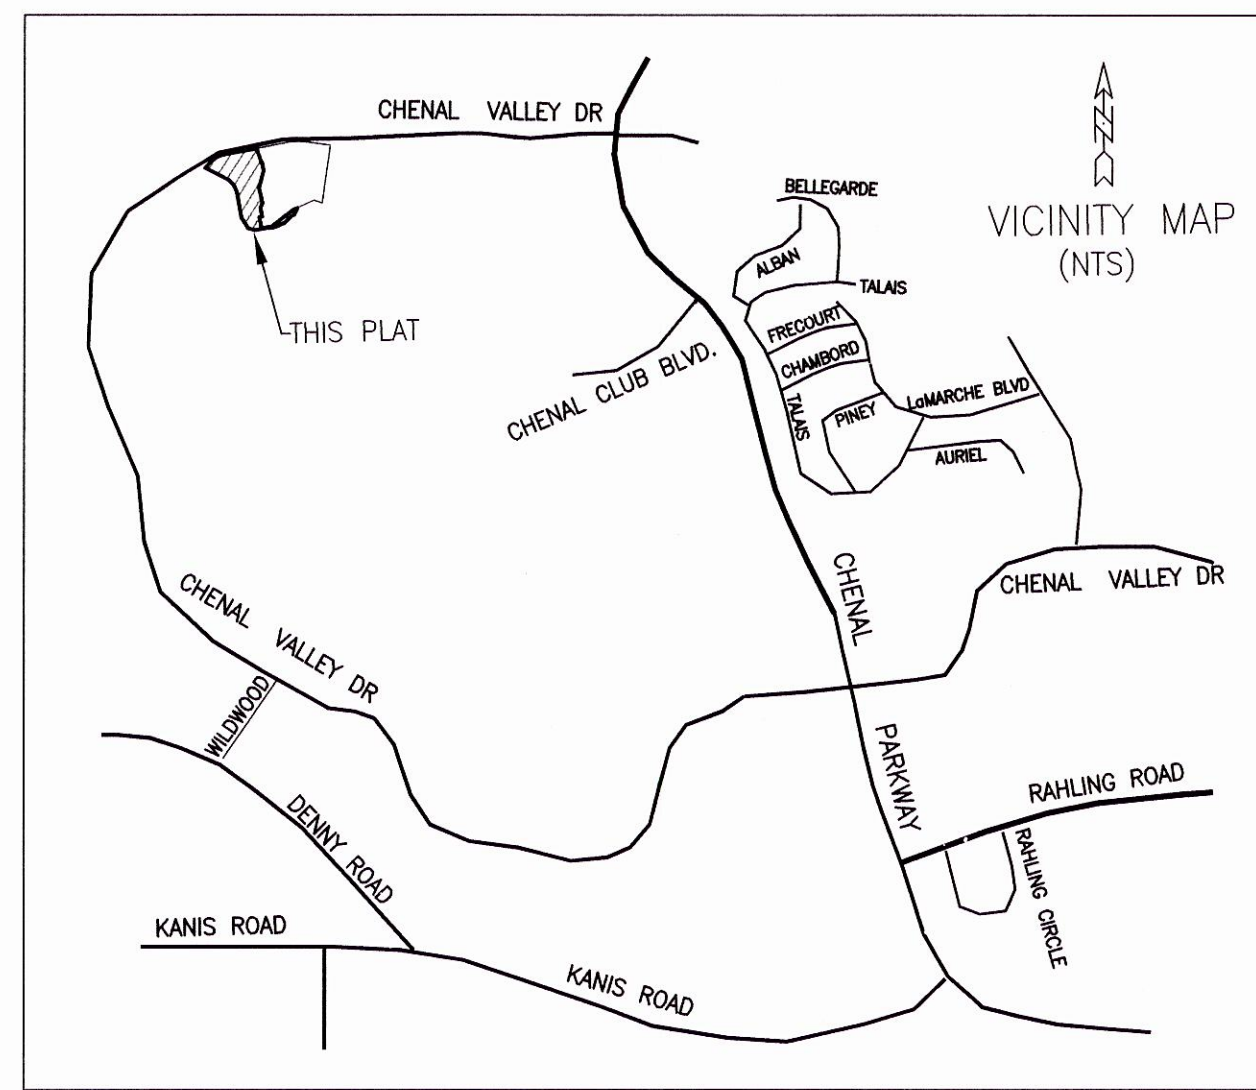 CHENAL VALLEY DR
N
VICINITY MAP
(NTS)
BELLEGARDE
ALBAN
TALAIS
THIS PLAT
FRECOURT
CHAMBORD
CHENAL CLUB BLVD.
TALAIS
PINEY
LaMARCHE BLVD
AURIEL
CHENAL
CHENAL VALLEY DR
CHENAL VALLEY DR
WILDWOOD
PARKWAY
RAHLING ROAD
DENNY ROAD
RAHLING CIRCLE
KANIS ROAD
KANIS ROAD